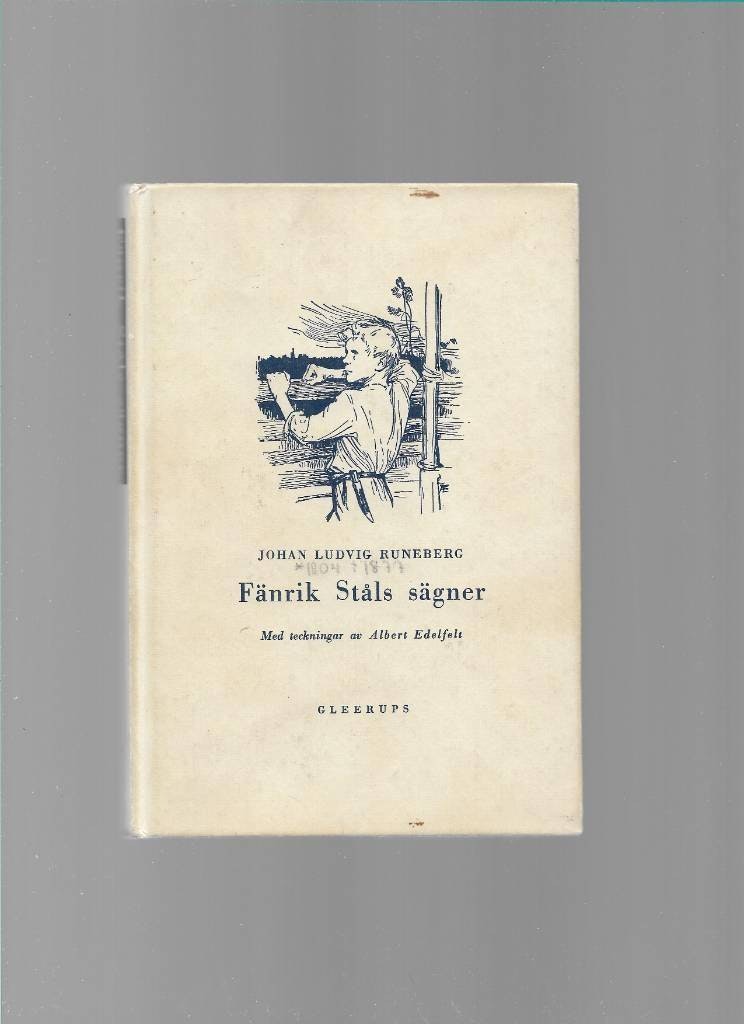 JOHAN LUDVIG RUNEBERG
*1804 †1877
Fänrik Ståls sägner
Med teckningar av Albert Edelfelt
GLEERUPS